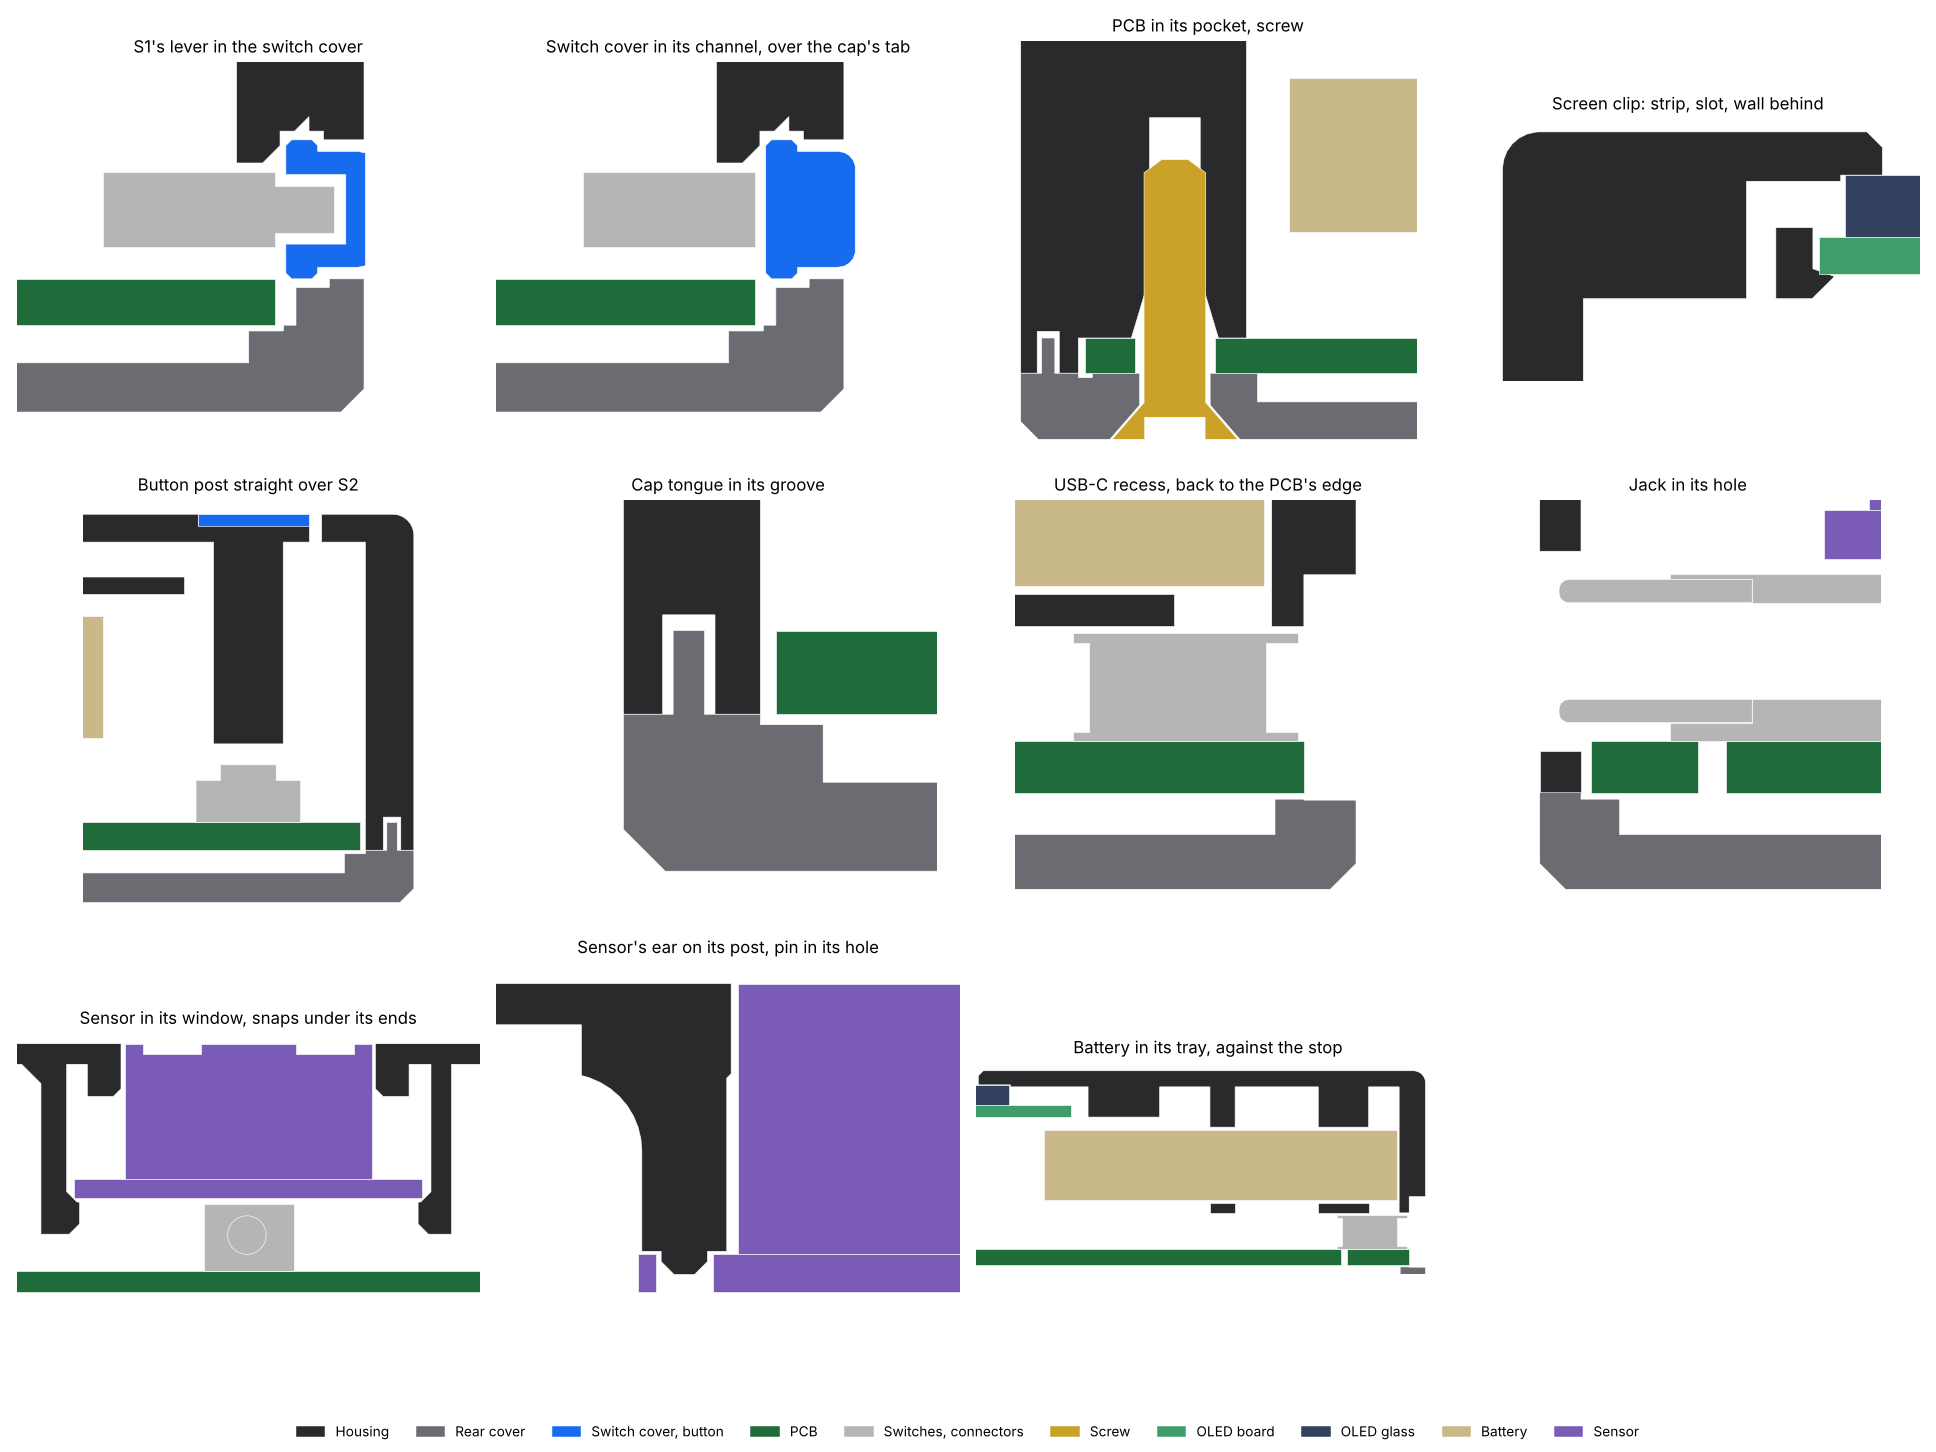 S1's lever in the switch cover
Switch cover in its channel, over the cap's tab
PCB in its pocket, screw
Screen clip: strip, slot, wall behind
Button post straight over S2
Cap tongue in its groove
USB-C recess, back to the PCB's edge
Jack in its hole
Sensor in its window, snaps under its ends
Sensor's ear on its post, pin in its hole
Battery in its tray, against the stop
Housing
Rear cover
Switch cover, button
PCB
Switches, connectors
Screw
OLED board
OLED glass
Battery
Sensor